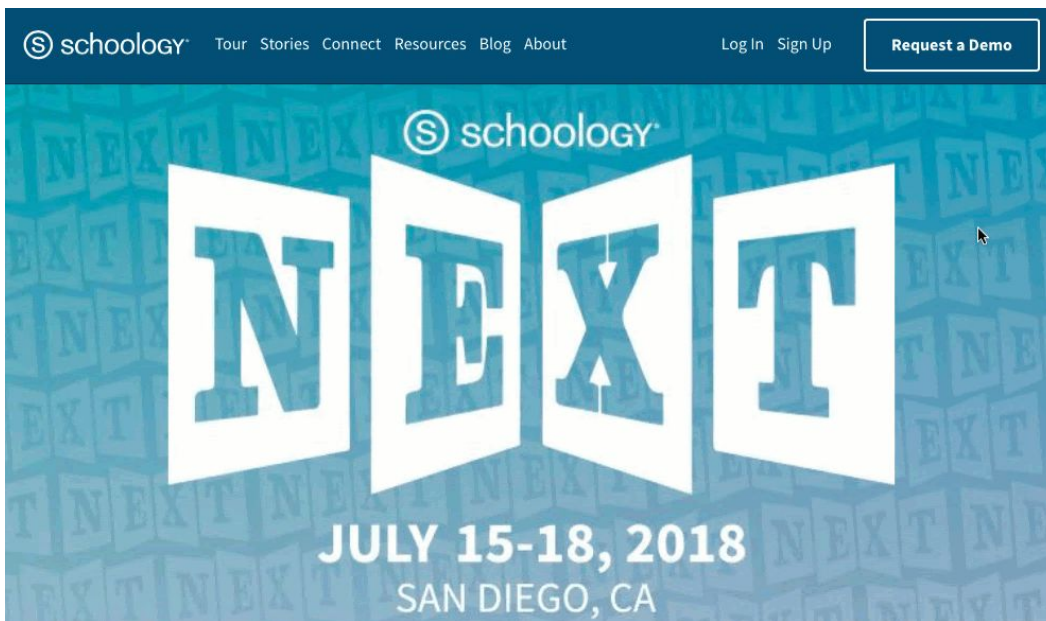 schoology Tour Stories Connect Resources Blog About Log In Sign Up Request a Demo
schoology
NEXT
JULY 15-18, 2018
SAN DIEGO, CA